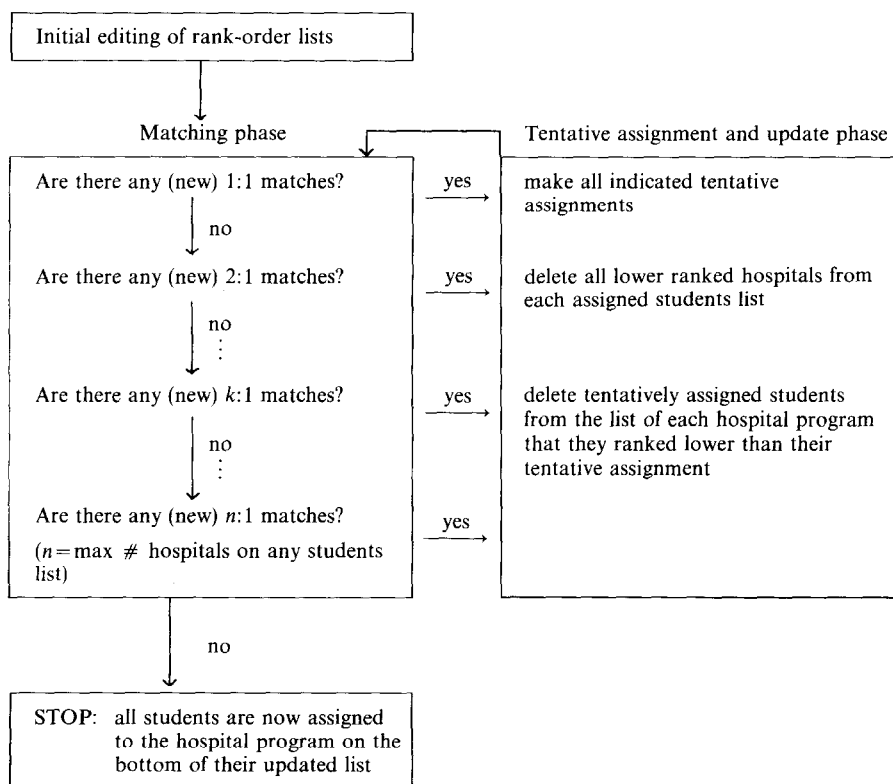 Initial editing of rank-order lists
Matching phase
Are there any (new) 1:1 matches?
no
Are there any (new) 2:1 matches?
no
⋮
Are there any (new) k:1 matches?
no
⋮
Are there any (new) n:1 matches?
(n=max # hospitals on any students
list)
no
STOP: all students are now assigned
to the hospital program on the
bottom of their updated list
yes
yes
yes
yes
Tentative assignment and update phase
make all indicated tentative
assignments
delete all lower ranked hospitals from
each assigned students list
delete tentatively assigned students
from the list of each hospital program
that they ranked lower than their
tentative assignment